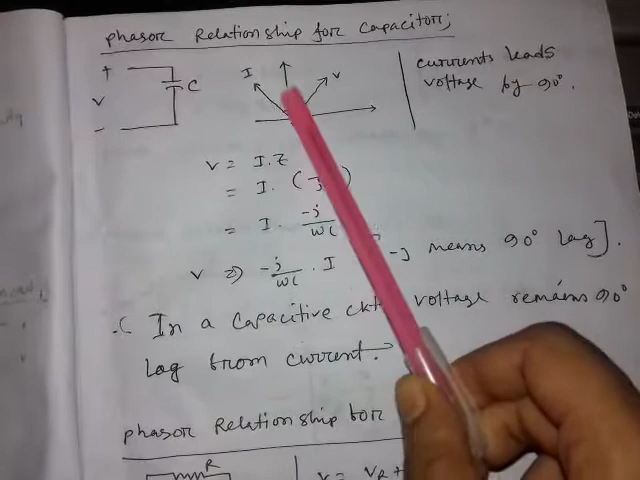 phasor Relationship for Capacitor;
+ V - C
I V
currents leads
voltage by 90°.
V = I.Z
= I. (-j )
= I. -j/ωC
V ⇒ -j/ωC . I -j means 90° lag].
∴ In a capacitive ckt voltage remains 90°
lag from current.
phasor Relationship for
R
V = VR +